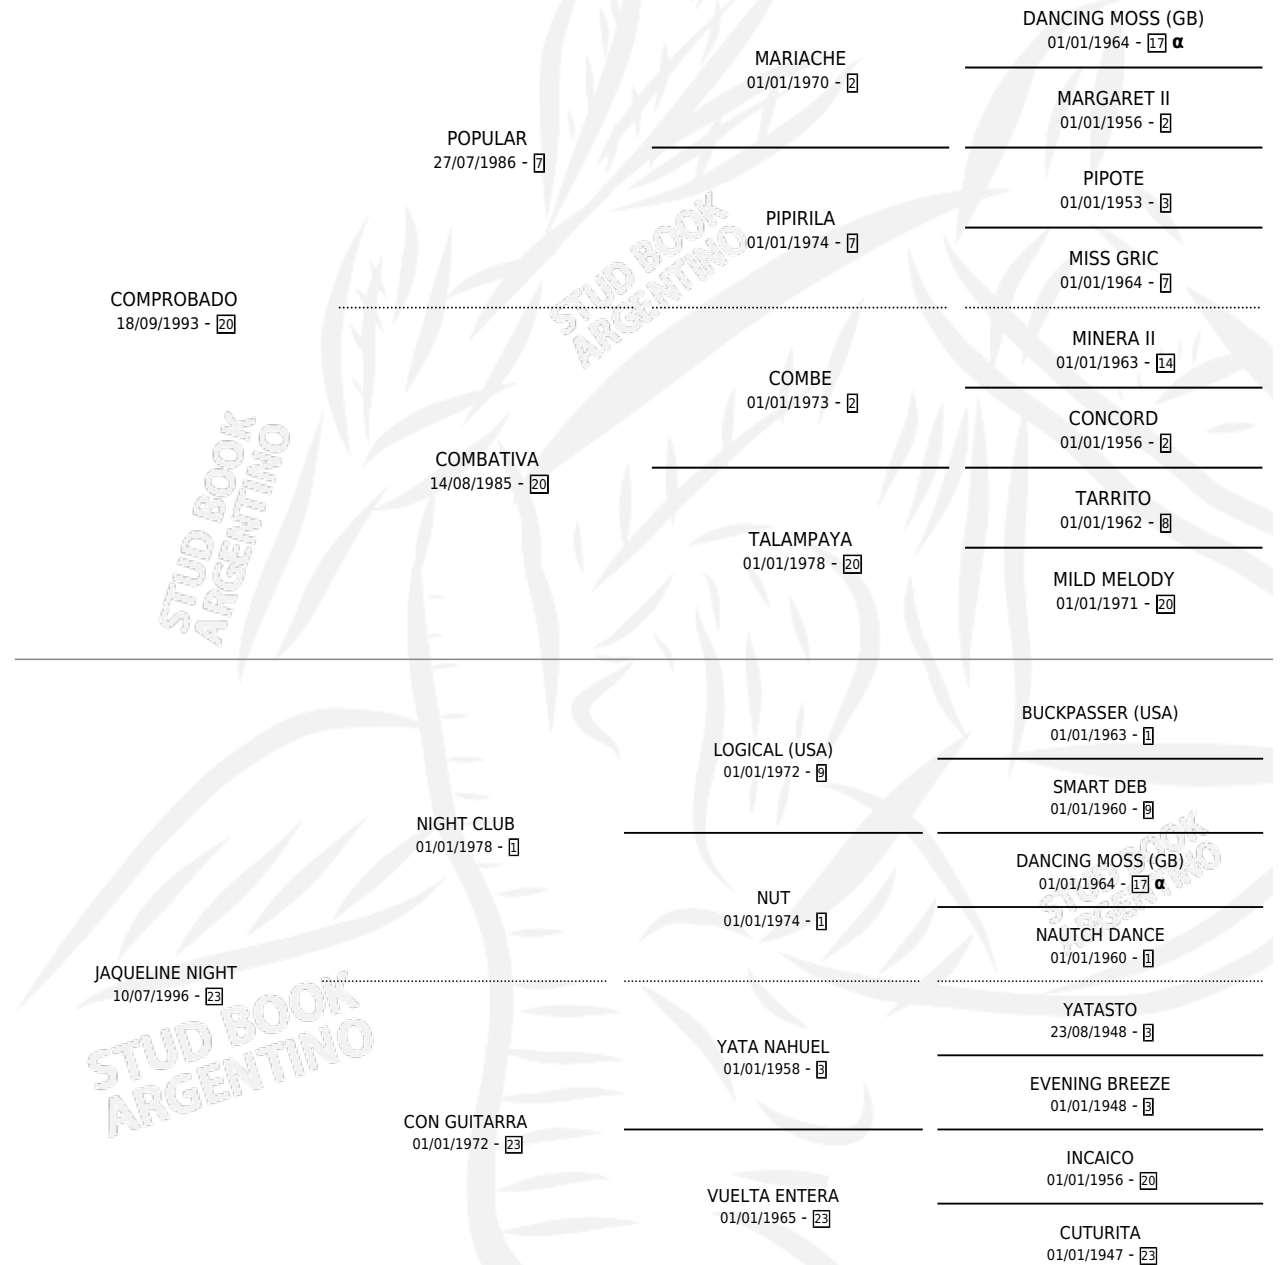 DANCING MOSS (GB)
01/01/1964 - 17 α
MARIACHE
01/01/1970 - 2
MARGARET II
01/01/1956 - 2
POPULAR
27/07/1986 - 7
PIPOTE
01/01/1953 - 3
PIPIRILA
01/01/1974 - 7
MISS GRIC
01/01/1964 - 7
STUD BOOK
ARGENTINO
COMPROBADO
18/09/1993 - 20
MINERA II
01/01/1963 - 14
COMBE
01/01/1973 - 2
CONCORD
01/01/1956 - 2
COMBATIVA
14/08/1985 - 20
TARRITO
01/01/1962 - 8
TALAMPAYA
01/01/1978 - 20
MILD MELODY
01/01/1971 - 20
STUD BOOK
ARGENTINO
BUCKPASSER (USA)
01/01/1963 - 1
LOGICAL (USA)
01/01/1972 - 9
SMART DEB
01/01/1960 - 9
NIGHT CLUB
01/01/1978 - 1
DANCING MOSS (GB)
01/01/1964 - 17 α
NUT
01/01/1974 - 1
NAUTCH DANCE
01/01/1960 - 1
STUD BOOK
ARGENTINO
JAQUELINE NIGHT
10/07/1996 - 23
YATASTO
23/08/1948 - 3
YATA NAHUEL
01/01/1958 - 3
EVENING BREEZE
01/01/1948 - 3
CON GUITARRA
01/01/1972 - 23
INCAICO
01/01/1956 - 20
VUELTA ENTERA
01/01/1965 - 23
CUTURITA
01/01/1947 - 23
STUD BOOK
ARGENTINO